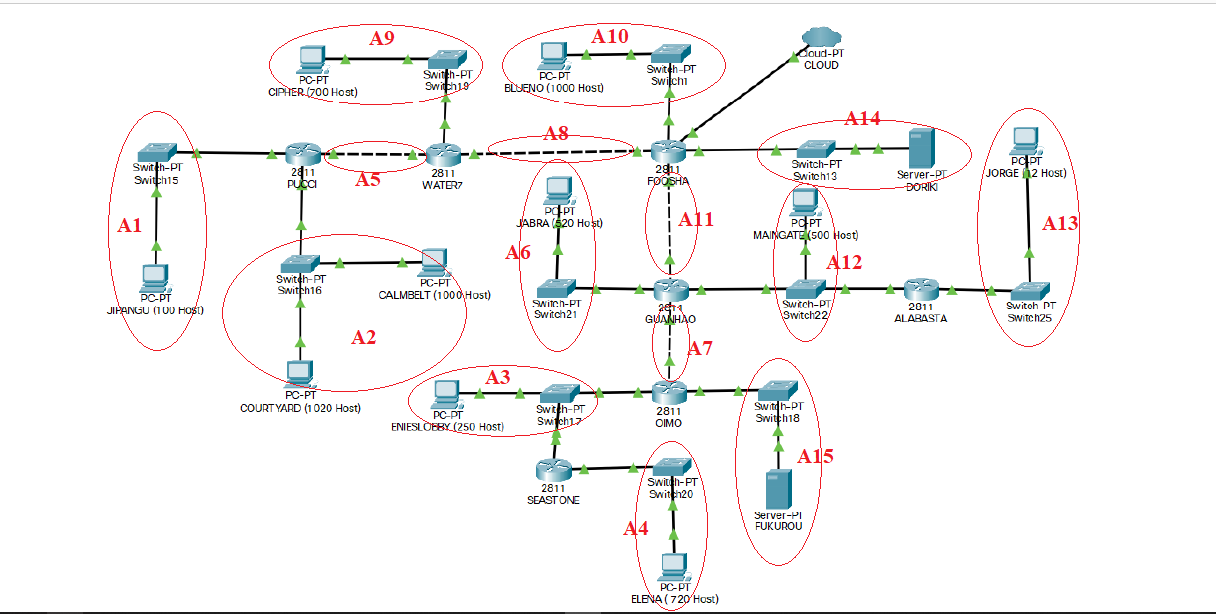 A9
PC-PT
CIPHER (700 Host)
Switch-PT
Switch19
A10
PC-PT
BLUENO (1000 Host)
Switch-PT
Switch1
Cloud-PT
CLOUD
Switch-PT
Switch15
A1
PC-PT
JIPANGU (100 Host)
2811
PUCCI
A5
2811
WATER7
A8
2811
FOOSHA
A14
Switch-PT
Switch13
Server-PT
DORIKI
PC-PT
JORGE (12 Host)
A13
Switch-PT
Switch25
PC-PT
JABRA (520 Host)
A6
Switch-PT
Switch21
A11
PC-PT
MAINGATE (500 Host)
A12
Switch-PT
Switch22
2811
ALABASTA
2811
GUANHAO
Switch-PT
Switch16
PC-PT
CALMBELT (1000 Host)
A2
PC-PT
COURTYARD (1020 Host)
A7
A3
PC-PT
ENIESLOBBY (250 Host)
Switch-PT
Switch17
2811
OIMO
Switch-PT
Switch18
A15
Server-PT
FUKUROU
2811
SEASTONE
Switch-PT
Switch20
A4
PC-PT
ELENA ( 720 Host)